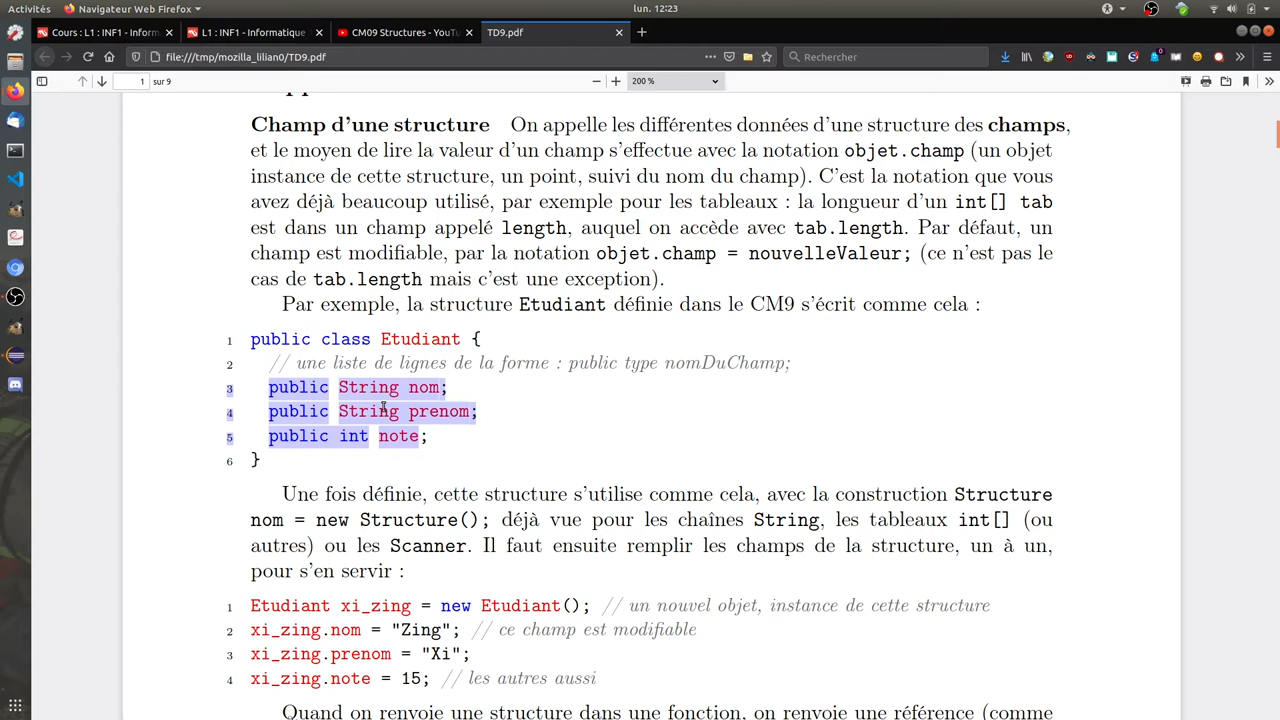 Activités Navigateur Web Firefox lun. 12:23
Cours : L1 : INF1 - Inform L1 : INF1 - Informatique CM09 Structures - YouTu TD9.pdf
file:///tmp/mozilla_lilian0/TD9.pdf Rechercher
1 sur 9 200 %
Champ d'une structure On appelle les différentes données d'une structure des champs,
et le moyen de lire la valeur d'un champ s'effectue avec la notation objet.champ (un objet
instance de cette structure, un point, suivi du nom du champ). C'est la notation que vous
avez déjà beaucoup utilisé, par exemple pour les tableaux : la longueur d'un int[] tab
est dans un champ appelé length, auquel on accède avec tab.length. Par défaut, un
champ est modifiable, par la notation objet.champ = nouvelleValeur; (ce n'est pas le
cas de tab.length mais c'est une exception).
Par exemple, la structure Etudiant définie dans le CM9 s'écrit comme cela :
1 public class Etudiant {
2 // une liste de lignes de la forme : public type nomDuChamp;
3 public String nom;
4 public String prenom;
5 public int note;
6 }
Une fois définie, cette structure s'utilise comme cela, avec la construction Structure
nom = new Structure(); déjà vue pour les chaînes String, les tableaux int[] (ou
autres) ou les Scanner. Il faut ensuite remplir les champs de la structure, un à un,
pour s'en servir :
1 Etudiant xi_zing = new Etudiant(); // un nouvel objet, instance de cette structure
2 xi_zing.nom = "Zing"; // ce champ est modifiable
3 xi_zing.prenom = "Xi";
4 xi_zing.note = 15; // les autres aussi
Quand on renvoie une structure dans une fonction, on renvoie une référence (comme